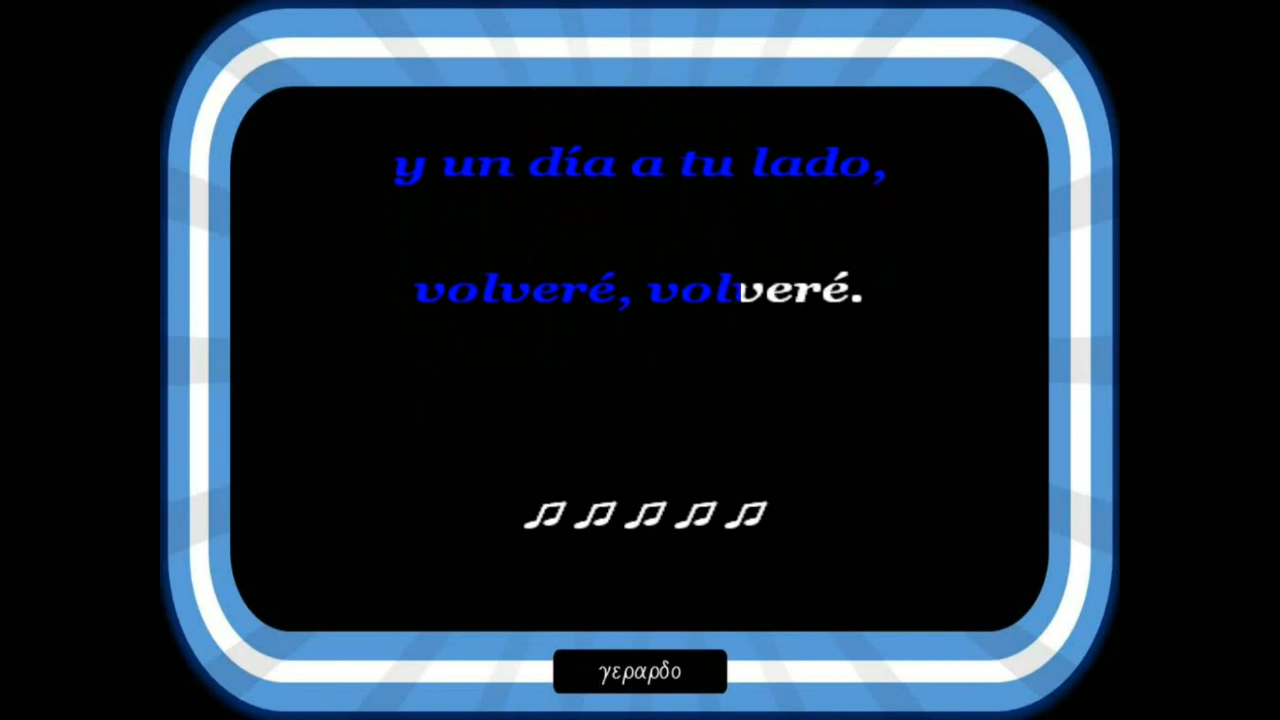 y un día a tu lado,
volveré, volveré.
♫ ♫ ♫ ♫ ♫
γεραρδο